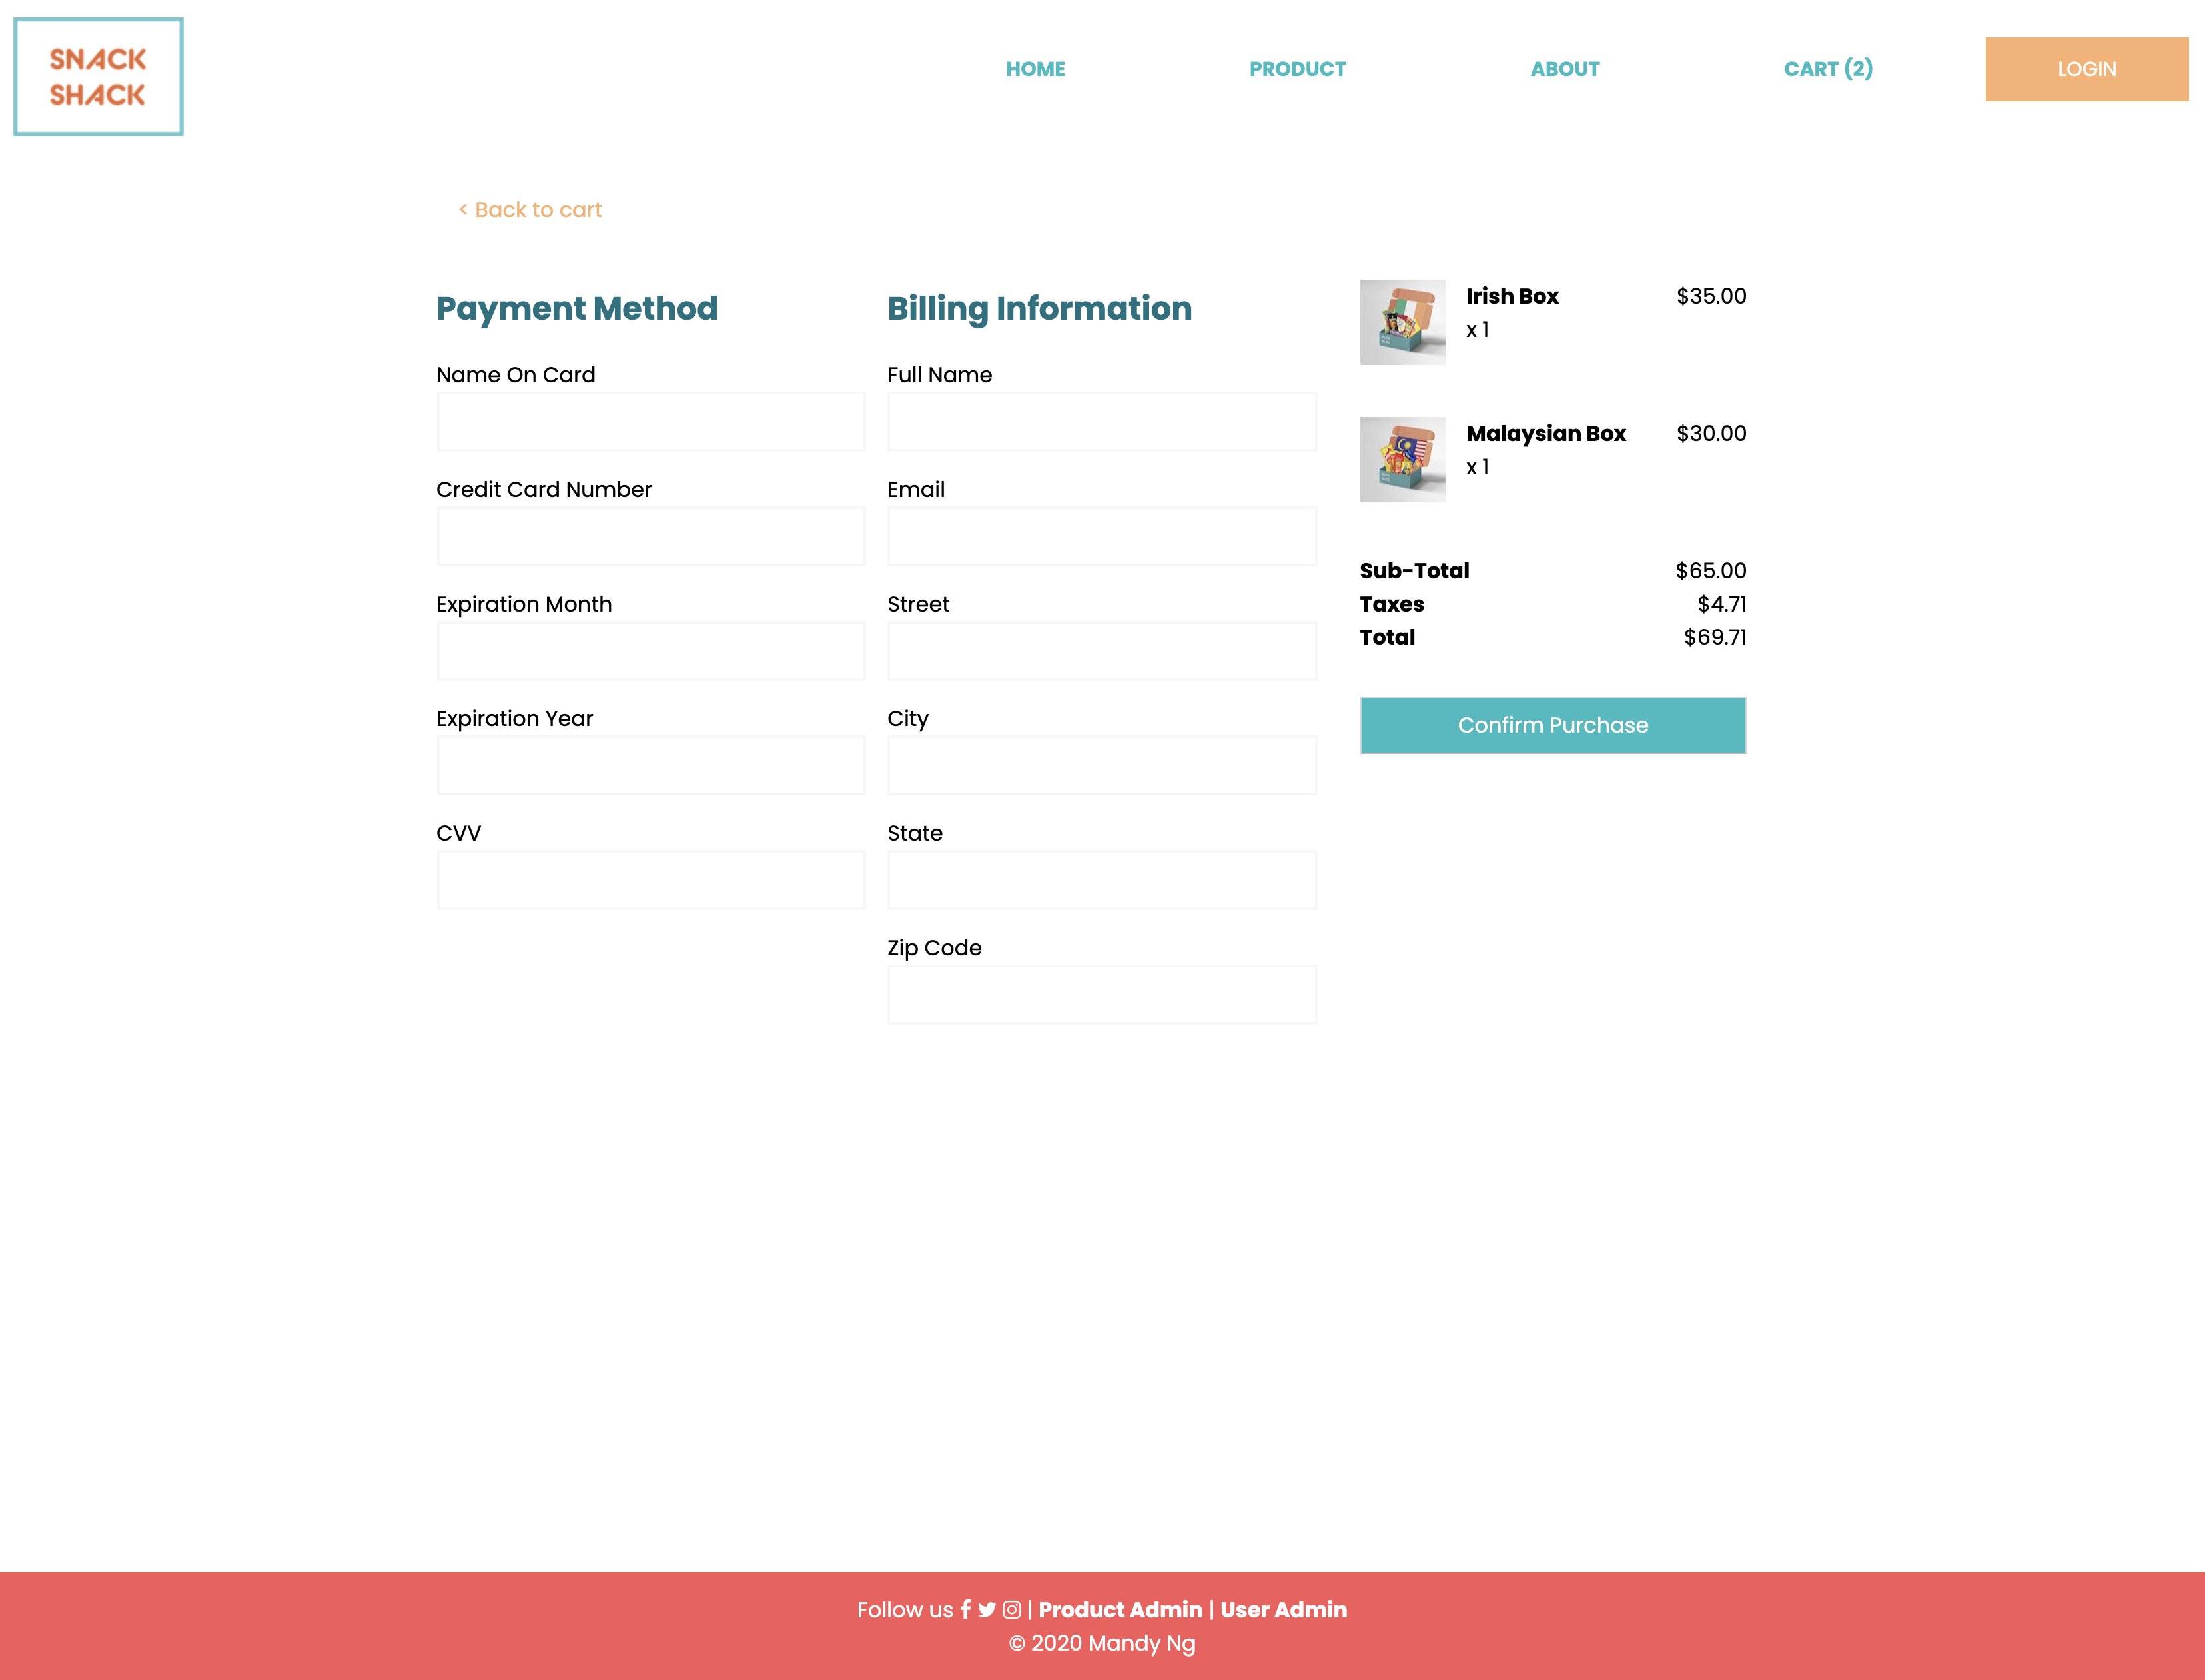 SNACK
SHACK
HOME
PRODUCT
ABOUT
CART (2)
LOGIN
< Back to cart
Payment Method
Name On Card
Credit Card Number
Expiration Month
Expiration Year
CVV
Billing Information
Full Name
Email
Street
City
State
Zip Code
Irish Box $35.00
x 1
Malaysian Box $30.00
x 1
Sub-Total $65.00
Taxes $4.71
Total $69.71
Confirm Purchase
Follow us | Product Admin | User Admin
© 2020 Mandy Ng